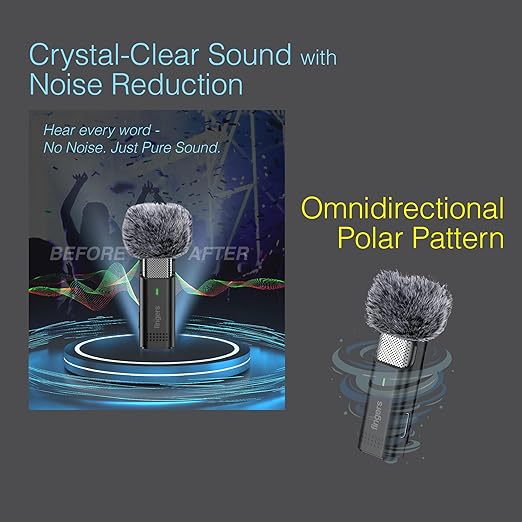 Crystal-Clear Sound with
Noise Reduction
Hear every word -
No Noise. Just Pure Sound.
BEFORE AFTER
fingers
Omnidirectional
Polar Pattern
fingers